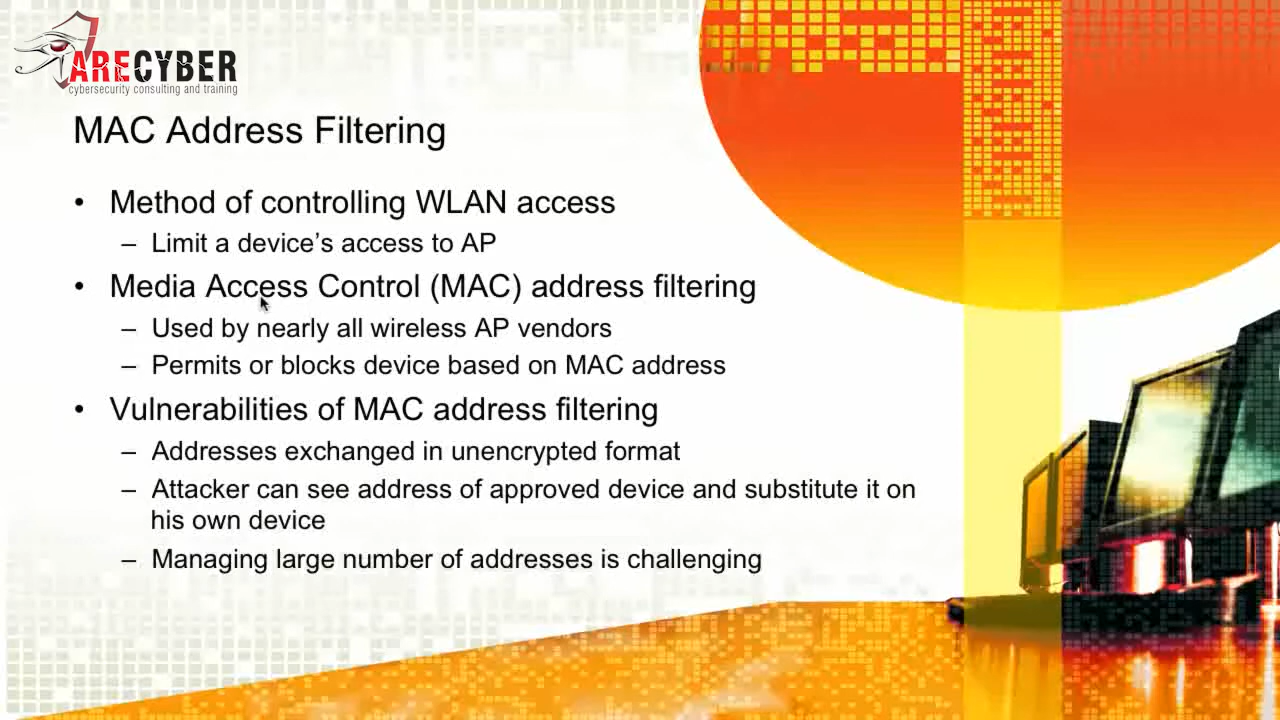 ARECYBER
cybersecurity consulting and training
MAC Address Filtering
• Method of controlling WLAN access
– Limit a device’s access to AP
• Media Access Control (MAC) address filtering
– Used by nearly all wireless AP vendors
– Permits or blocks device based on MAC address
• Vulnerabilities of MAC address filtering
– Addresses exchanged in unencrypted format
– Attacker can see address of approved device and substitute it on
his own device
– Managing large number of addresses is challenging